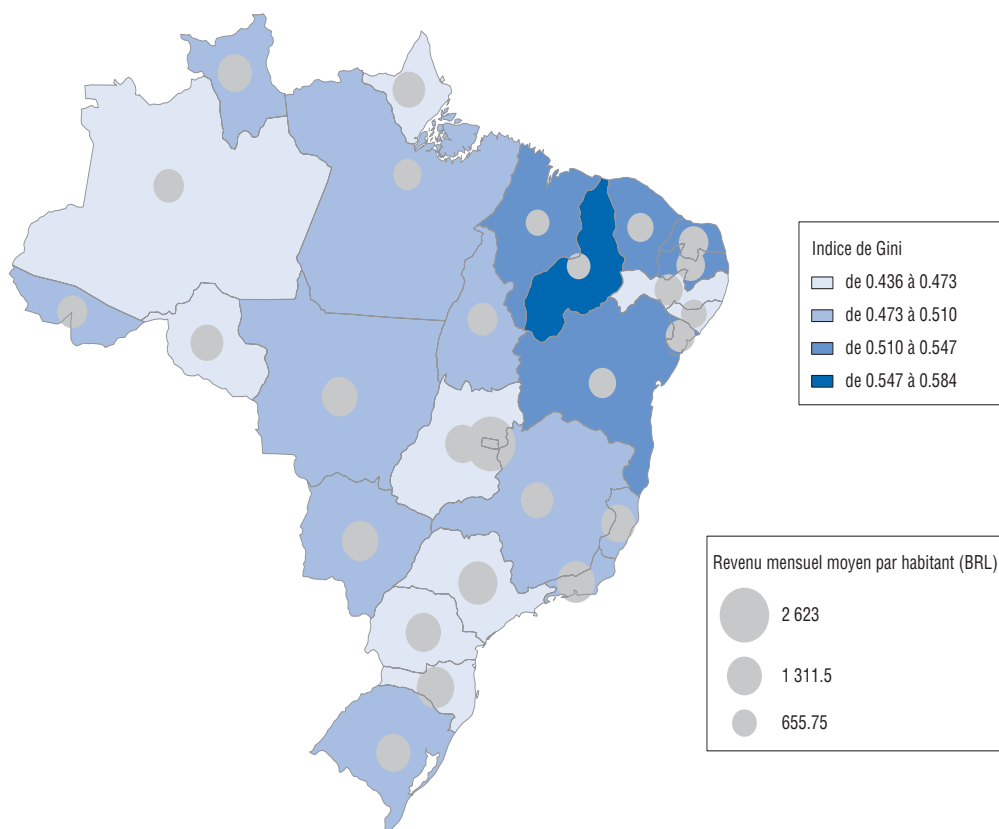 Indice de Gini
de 0.436 à 0.473
de 0.473 à 0.510
de 0.510 à 0.547
de 0.547 à 0.584
Revenu mensuel moyen par habitant (BRL)
2 623
1 311.5
655.75